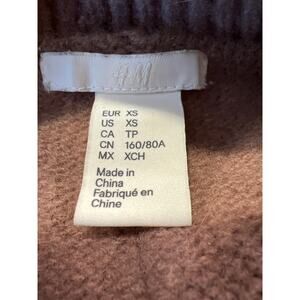 H&M
EUR XS
US XS
CA TP
CN 160/80A
MX XCH
Made in
China
Fabriqué en
Chine